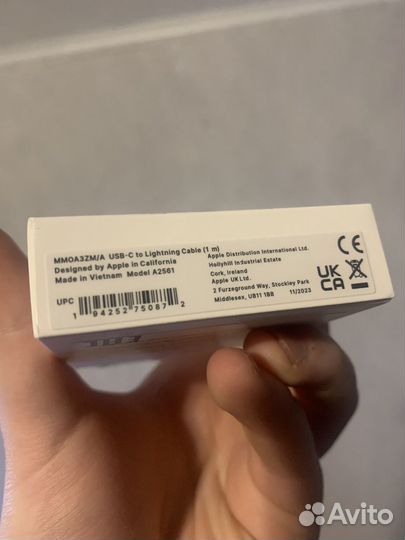 MM0A3ZM/A USB-C to Lightning Cable (1 m)
Designed by Apple in California
Made in Vietnam Model A2561
UPC
1 94252 75087 2
Apple Distribution International Ltd.
Hollyhill Industrial Estate
Cork, Ireland
Apple UK Ltd.
2 Furzeground Way, Stockley Park
Middlesex, UB11 1BB 11/2023
CE
UK
CA
Avito